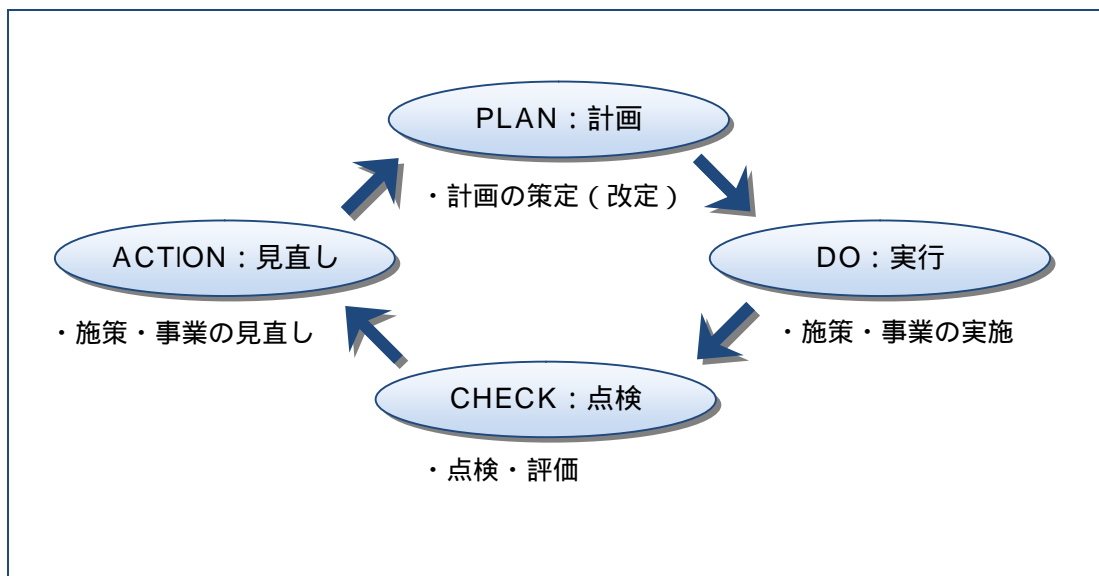 PLAN：計画
・計画の策定（改定）
ACTION：見直し
DO：実行
・施策・事業の見直し
・施策・事業の実施
CHECK：点検
・点検・評価